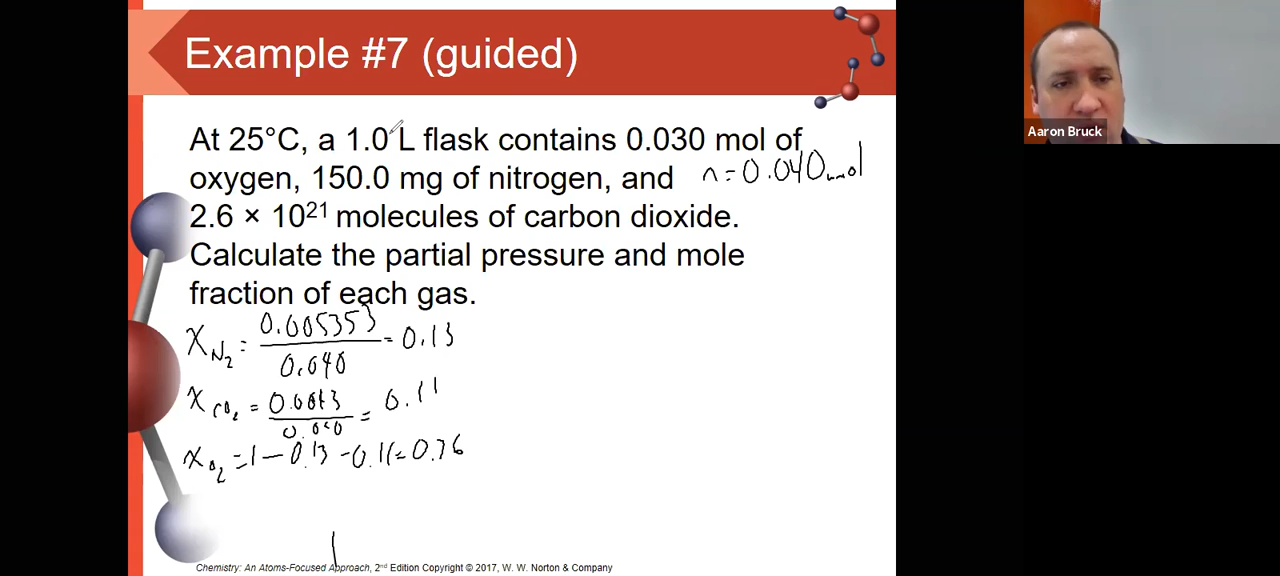 Example #7 (guided)
Aaron Bruck
At 25°C, a 1.0 L flask contains 0.030 mol of
oxygen, 150.0 mg of nitrogen, and n = 0.040 mol
2.6 × 10²¹ molecules of carbon dioxide.
Calculate the partial pressure and mole
fraction of each gas.
X N₂ = 0.005353 / 0.040 = 0.13
X CO₂ = 0.0043 / 0.040 = 0.11
X O₂ = 1 - 0.13 - 0.11 = 0.76
Chemistry: An Atoms-Focused Approach, 2nd Edition Copyright © 2017, W. W. Norton & Company